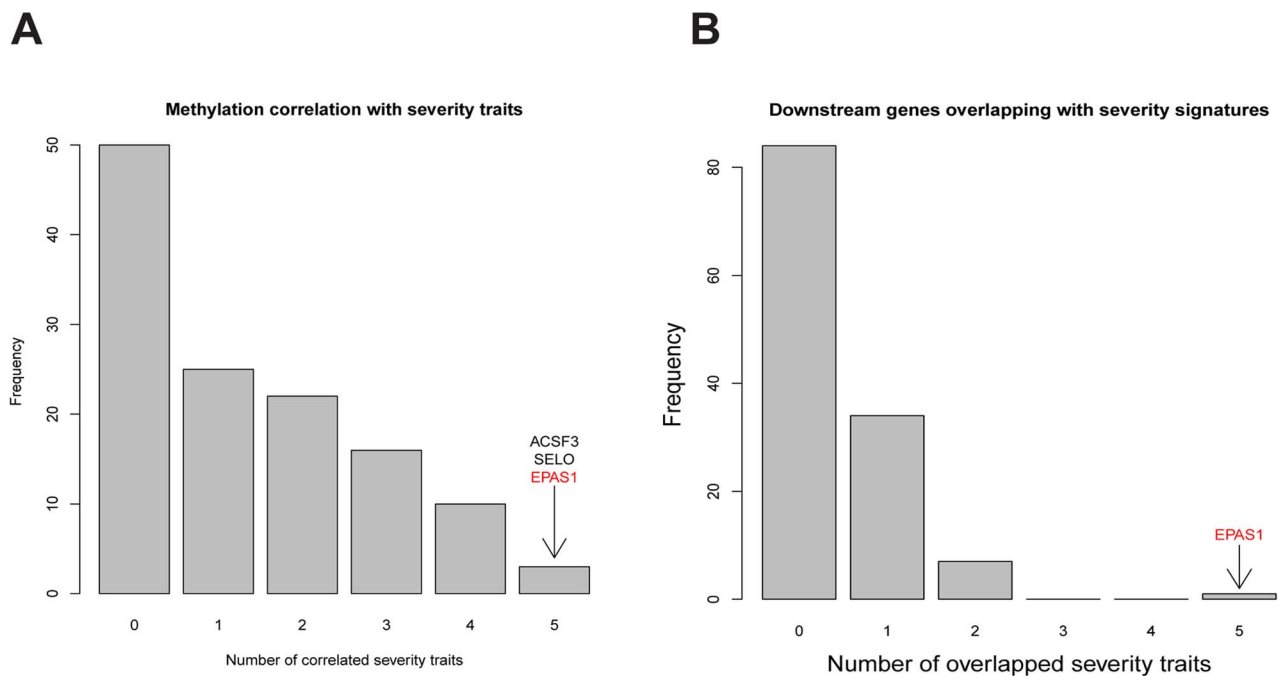 A
Methylation correlation with severity traits
Frequency
50
40
30
20
10
0
ACSF3
SELO
EPAS1
0 1 2 3 4 5
Number of correlated severity traits
B
Downstream genes overlapping with severity signatures
Frequency
80
60
40
20
0
EPAS1
0 1 2 3 4 5
Number of overlapped severity traits